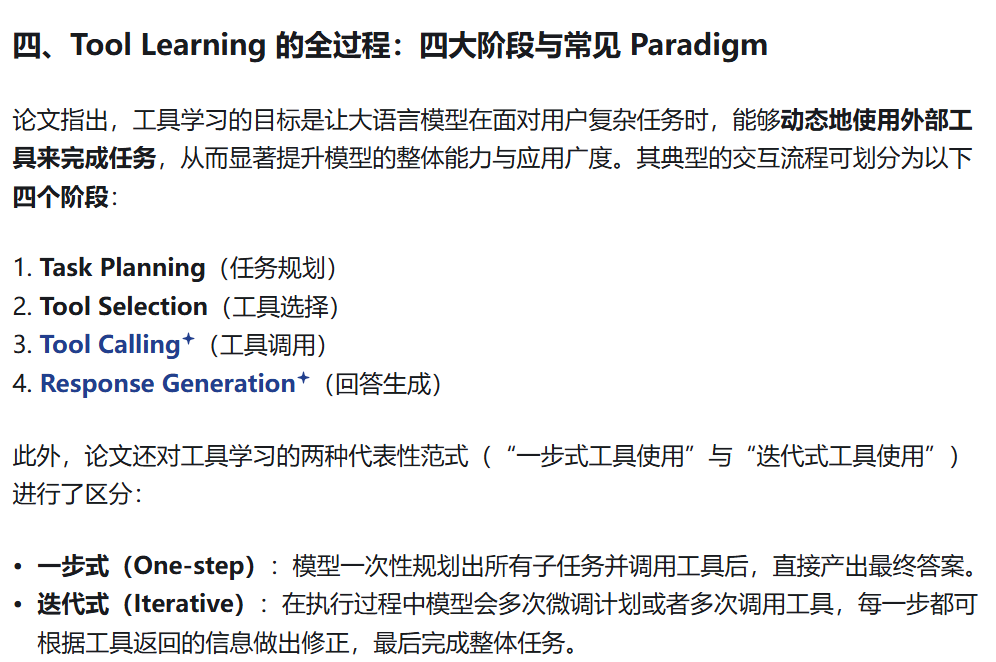 四、Tool Learning 的全过程：四大阶段与常见 Paradigm
论文指出，工具学习的目标是让大语言模型在面对用户复杂任务时，能够动态地使用外部工
具来完成任务，从而显著提升模型的整体能力与应用广度。其典型的交互流程可划分为以下
四个阶段：
1. Task Planning（任务规划）
2. Tool Selection（工具选择）
3. Tool Calling（工具调用）
4. Response Generation（回答生成）
此外，论文还对工具学习的两种代表性范式（“一步式工具使用”与“迭代式工具使用”）
进行了区分：
• 一步式（One-step）：模型一次性规划出所有子任务并调用工具后，直接产出最终答案。
• 迭代式（Iterative）：在执行过程中模型会多次微调计划或者多次调用工具，每一步都可
根据工具返回的信息做出修正，最后完成整体任务。